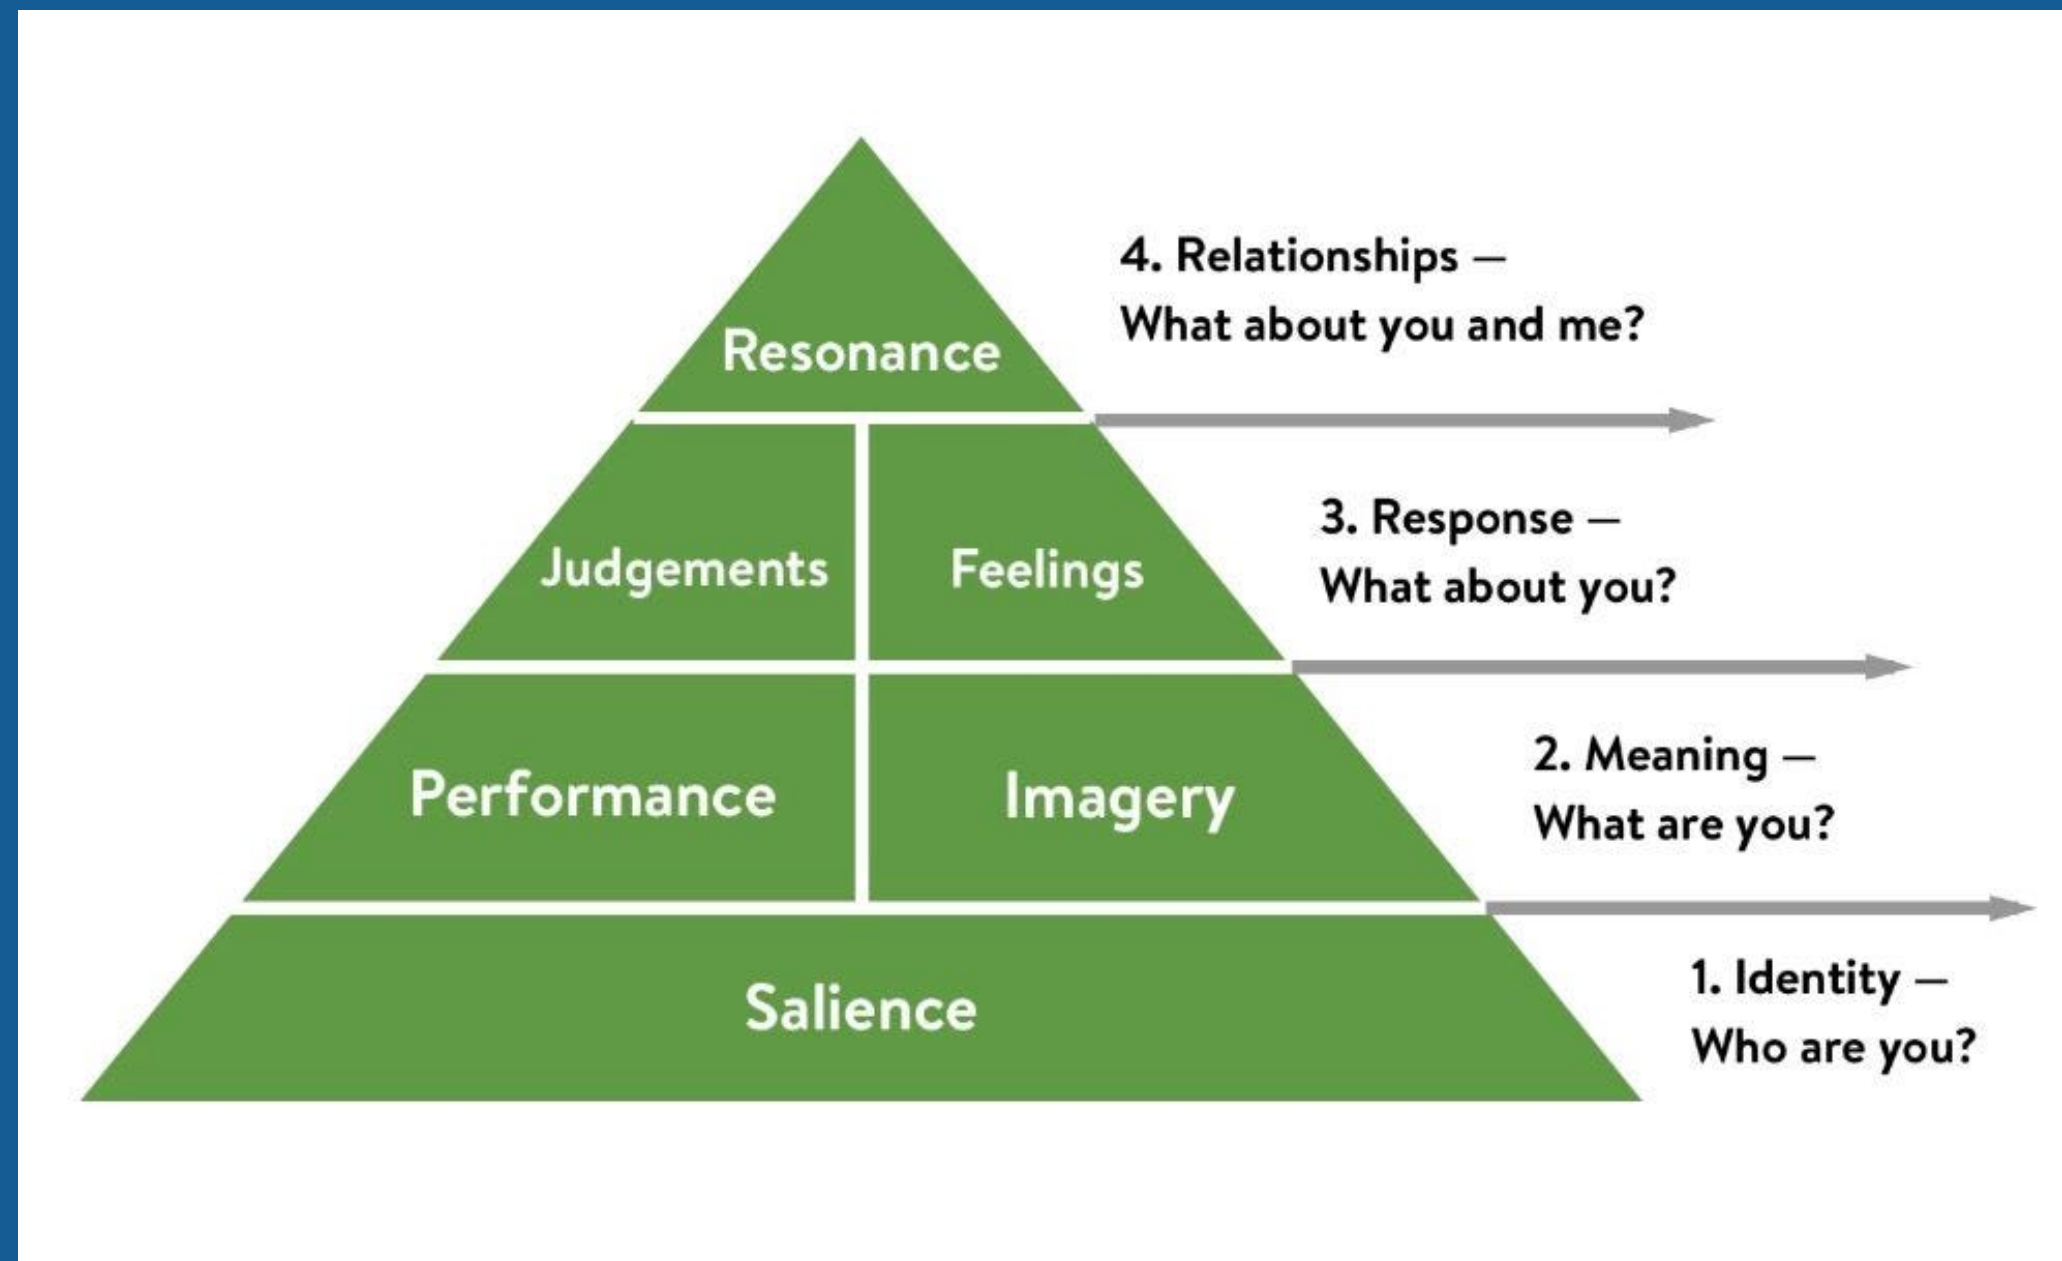 4. Relationships —
What about you and me?
Resonance
3. Response —
What about you?
Judgements
Feelings
2. Meaning —
What are you?
Performance
Imagery
1. Identity —
Who are you?
Salience